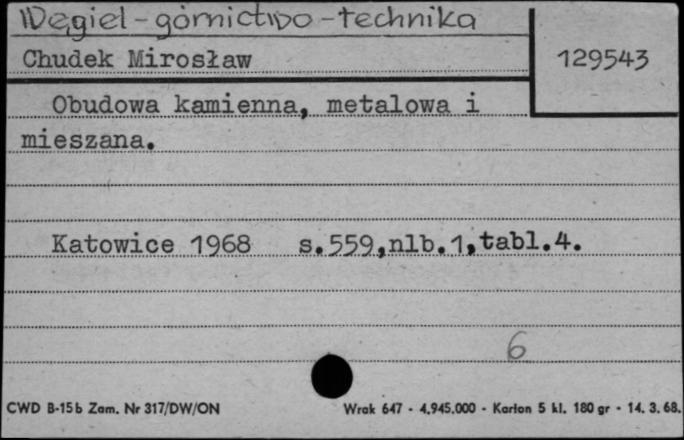 Węgiel - górnictwo - technika
Chudek Mirosław
129543
Obudowa kamienna, metalowa i
mieszana.
Katowice 1968 s.559,nlb.1,tabl.4.
6
CWD B-15b Zam. Nr 317/DW/ON Wrak 647 - 4.945.000 - Karton 5 kl. 180 gr - 14. 3. 68.